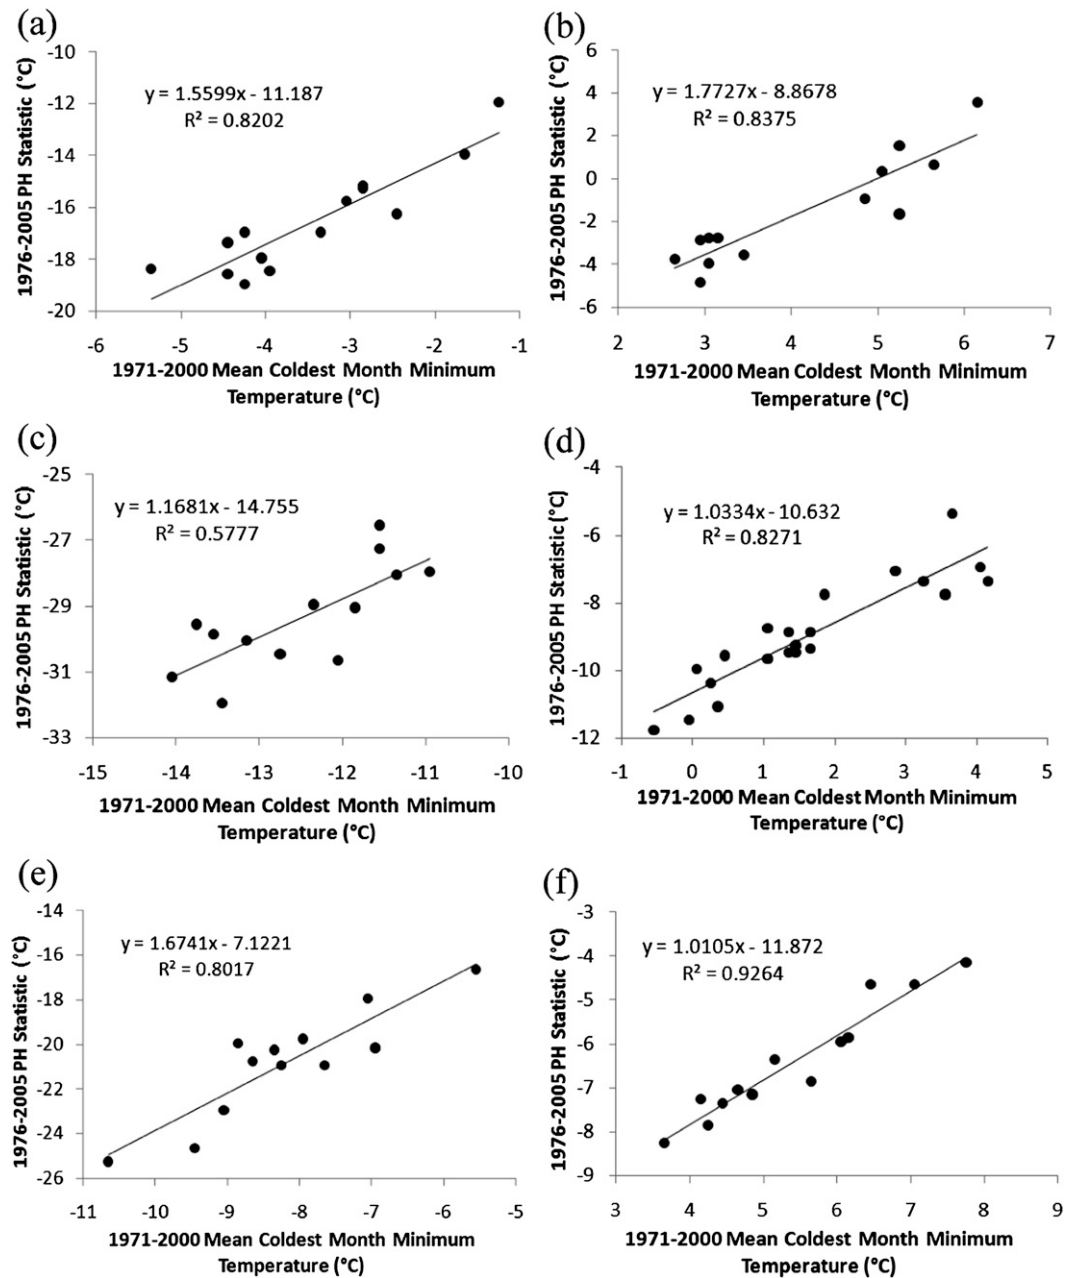 (a)
1976-2005 PH Statistic (°C)
-10
-12
-14
-16
-18
-20
y = 1.5599x - 11.187
R² = 0.8202
-6 -5 -4 -3 -2 -1
1971-2000 Mean Coldest Month Minimum
Temperature (°C)
(b)
1976-2005 PH Statistic (°C)
6
4
2
0
-2
-4
-6
y = 1.7727x - 8.8678
R² = 0.8375
2 3 4 5 6 7
1971-2000 Mean Coldest Month Minimum
Temperature (°C)
(c)
1976-2005 PH Statistic (°C)
-25
-27
-29
-31
-33
y = 1.1681x - 14.755
R² = 0.5777
-15 -14 -13 -12 -11 -10
1971-2000 Mean Coldest Month Minimum
Temperature (°C)
(d)
1976-2005 PH Statistic (°C)
-4
-6
-8
-10
-12
y = 1.0334x - 10.632
R² = 0.8271
-1 0 1 2 3 4 5
1971-2000 Mean Coldest Month Minimum
Temperature (°C)
(e)
1976-2005 PH Statistic (°C)
-14
-16
-18
-20
-22
-24
-26
y = 1.6741x - 7.1221
R² = 0.8017
-11 -10 -9 -8 -7 -6 -5
1971-2000 Mean Coldest Month Minimum
Temperature (°C)
(f)
1976-2005 PH Statistic (°C)
-3
-4
-5
-6
-7
-8
-9
y = 1.0105x - 11.872
R² = 0.9264
3 4 5 6 7 8 9
1971-2000 Mean Coldest Month Minimum
Temperature (°C)